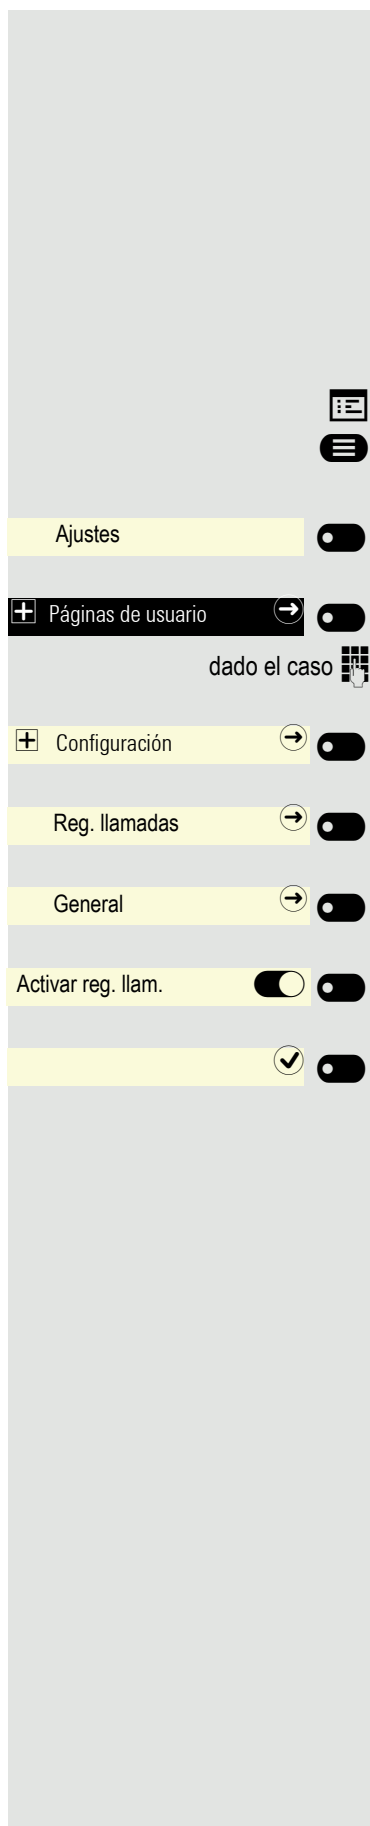 Ajustes
Páginas de usuario
dado el caso
Configuración
Reg. llamadas
General
Activar reg. llam.